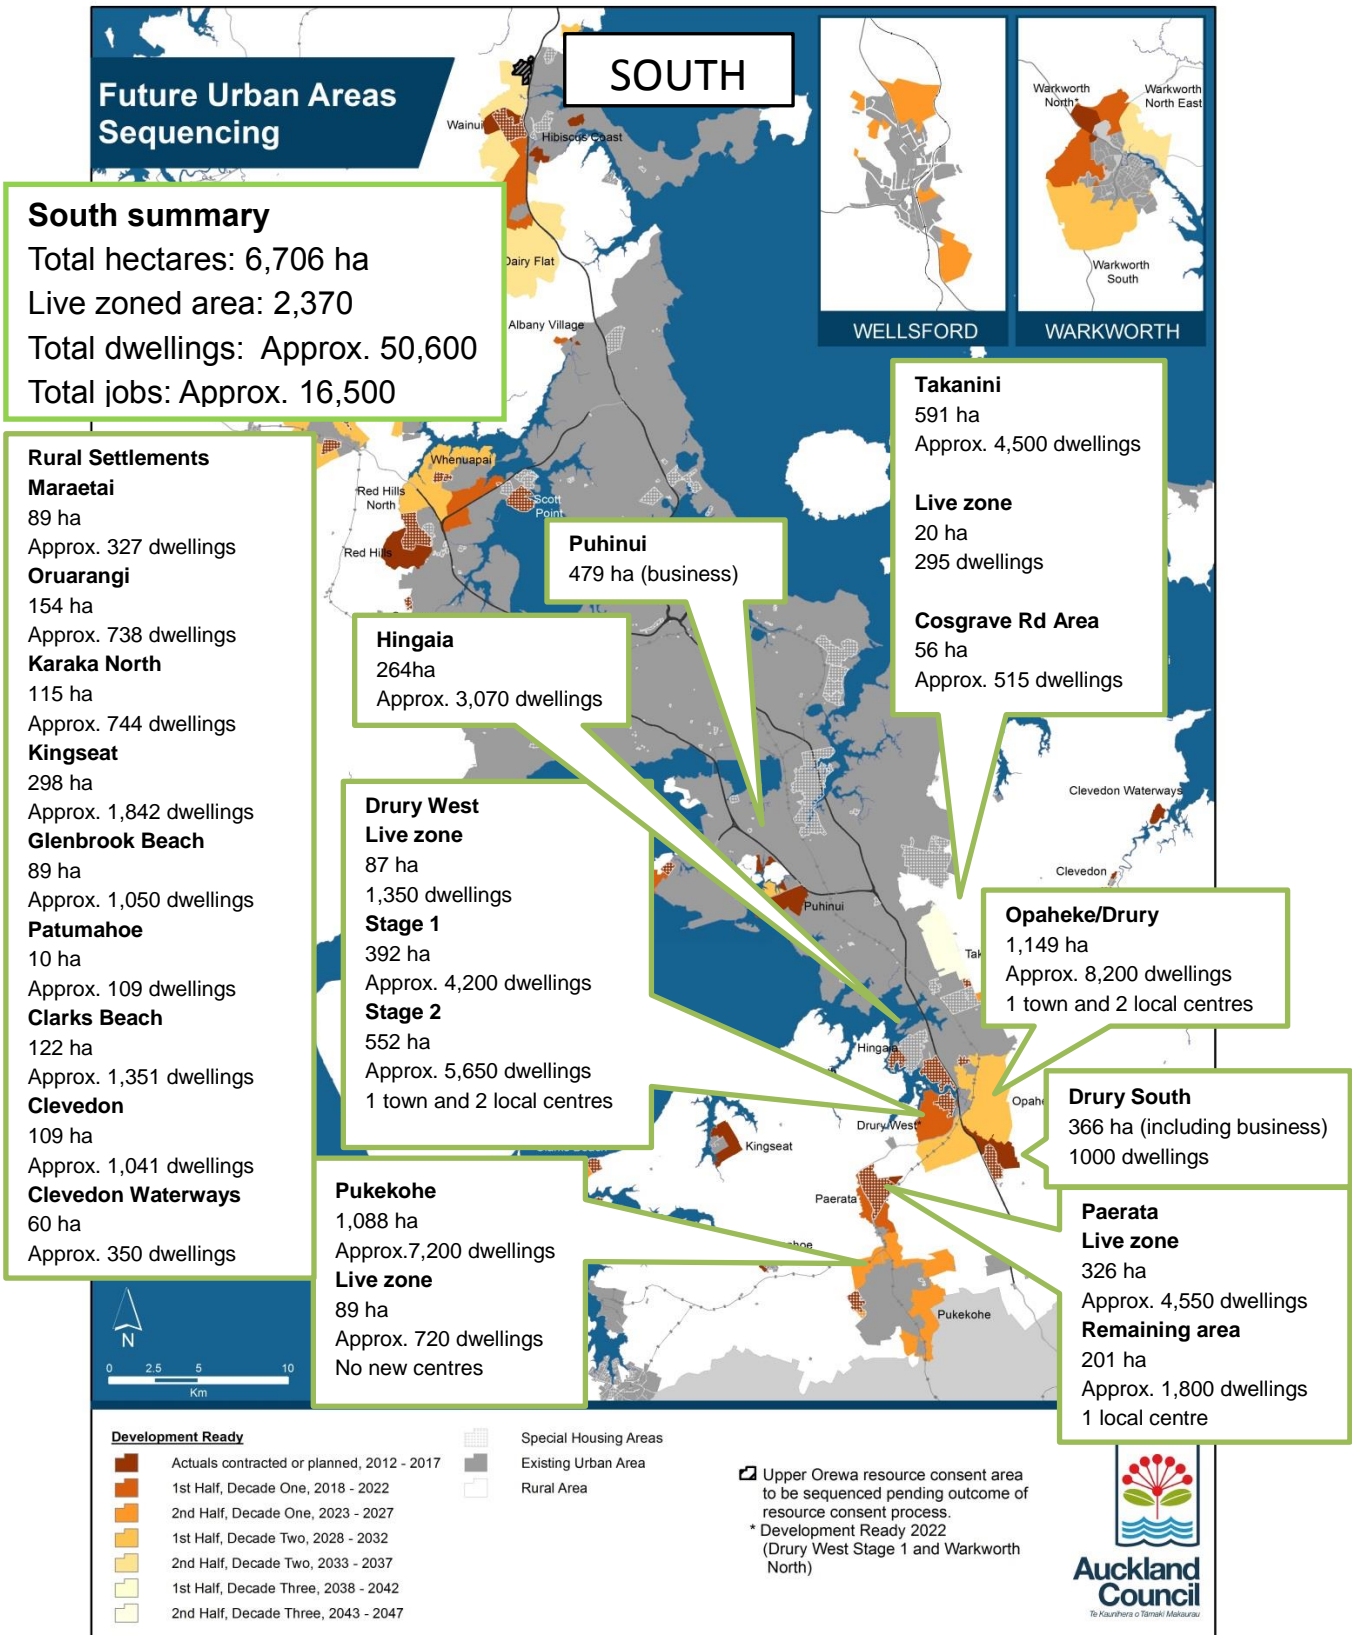 Future Urban Areas
Sequencing
SOUTH
Wainui
Hibiscus Coast
Dairy Flat
Albany Village
WELLSFORD
Warkworth
North*
Warkworth
North East
Warkworth
South
WARKWORTH
South summary
Total hectares: 6,706 ha
Live zoned area: 2,370
Total dwellings: Approx. 50,600
Total jobs: Approx. 16,500
Rural Settlements
Maraetai
89 ha
Approx. 327 dwellings
Oruarangi
154 ha
Approx. 738 dwellings
Karaka North
115 ha
Approx. 744 dwellings
Kingseat
298 ha
Approx. 1,842 dwellings
Glenbrook Beach
89 ha
Approx. 1,050 dwellings
Patumahoe
10 ha
Approx. 109 dwellings
Clarks Beach
122 ha
Approx. 1,351 dwellings
Clevedon
109 ha
Approx. 1,041 dwellings
Clevedon Waterways
60 ha
Approx. 350 dwellings
Whenuapai
Red Hills
North
Scott
Point
Red Hills
Puhinui
479 ha (business)
Hingaia
264ha
Approx. 3,070 dwellings
Takanini
591 ha
Approx. 4,500 dwellings
Live zone
20 ha
295 dwellings
Cosgrave Rd Area
56 ha
Approx. 515 dwellings
Drury West
Live zone
87 ha
1,350 dwellings
Stage 1
392 ha
Approx. 4,200 dwellings
Stage 2
552 ha
Approx. 5,650 dwellings
1 town and 2 local centres
Clevedon Waterways
Clevedon
Puhinui
Tak
Opaheke/Drury
1,149 ha
Approx. 8,200 dwellings
1 town and 2 local centres
Hingaia
Opahe
Drury West*
Kingseat
Paerata
hoe
Pukekohe
Drury South
366 ha (including business)
1000 dwellings
Pukekohe
1,088 ha
Approx.7,200 dwellings
Live zone
89 ha
Approx. 720 dwellings
No new centres
Paerata
Live zone
326 ha
Approx. 4,550 dwellings
Remaining area
201 ha
Approx. 1,800 dwellings
1 local centre
N
0 2.5 5 10
Km
Development Ready
Actuals contracted or planned, 2012 - 2017
1st Half, Decade One, 2018 - 2022
2nd Half, Decade One, 2023 - 2027
1st Half, Decade Two, 2028 - 2032
2nd Half, Decade Two, 2033 - 2037
1st Half, Decade Three, 2038 - 2042
2nd Half, Decade Three, 2043 - 2047
Special Housing Areas
Existing Urban Area
Rural Area
Upper Orewa resource consent area
to be sequenced pending outcome of
resource consent process.
* Development Ready 2022
(Drury West Stage 1 and Warkworth
North)
Auckland
Council
Te Kaunihera o Tāmaki Makaurau